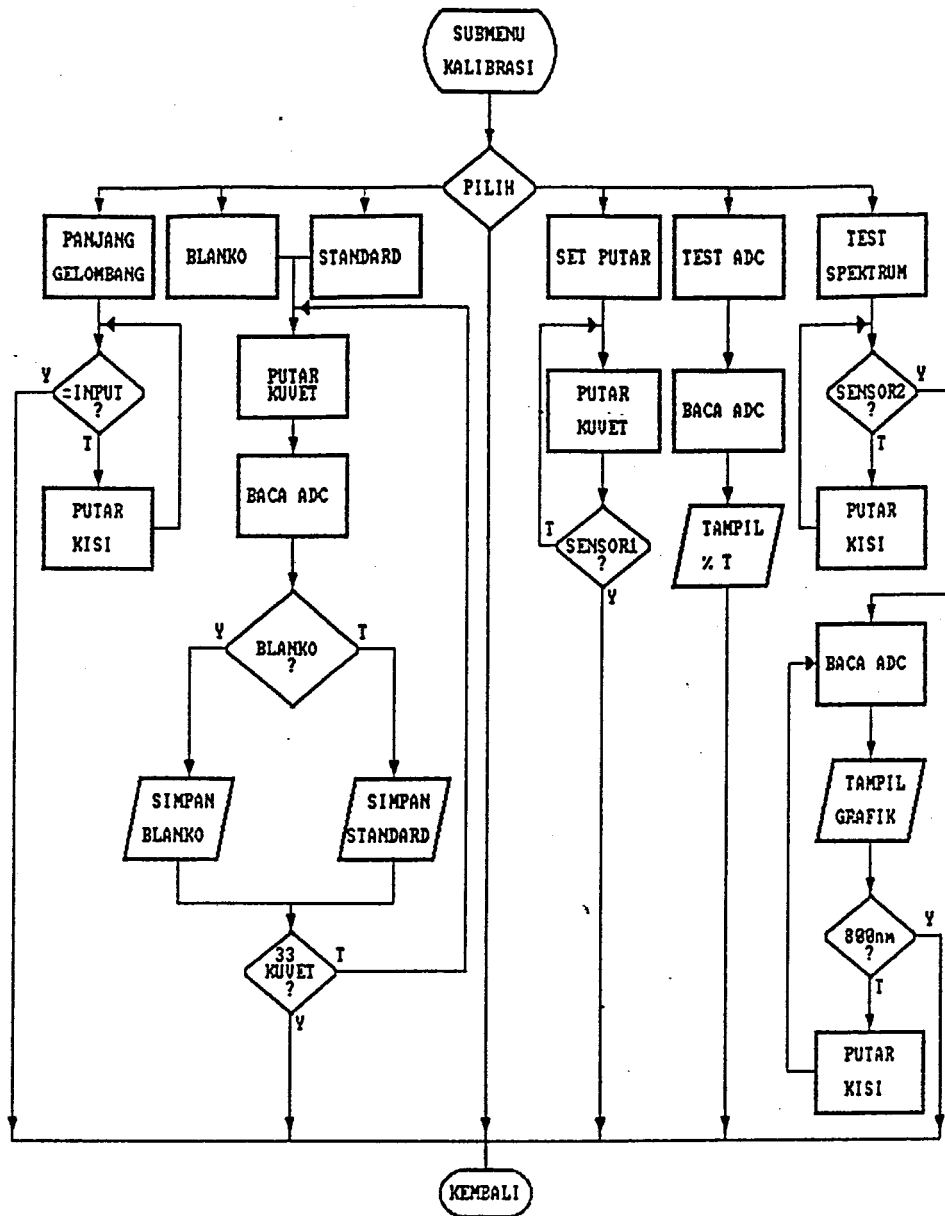 SUBMENU
KALIBRASI
PILIH
PANJANG
GELOMBANG
BLANKO
STANDARD
SET PUTAR
TEST ADC
TEST
SPEKTRUM
Y
=INPUT
?
T
PUTAR
KISI
PUTAR
KUVET
BACA ADC
BLANKO
?
Y
T
SIMPAN
BLANKO
SIMPAN
STANDARD
33
KUVET
?
T
Y
PUTAR
KUVET
T
SENSOR1
?
Y
BACA ADC
TAMPIL
% T
SENSOR2
?
Y
T
PUTAR
KISI
BACA ADC
TAMPIL
GRAFIK
800nm
?
Y
T
PUTAR
KISI
KEMBALI